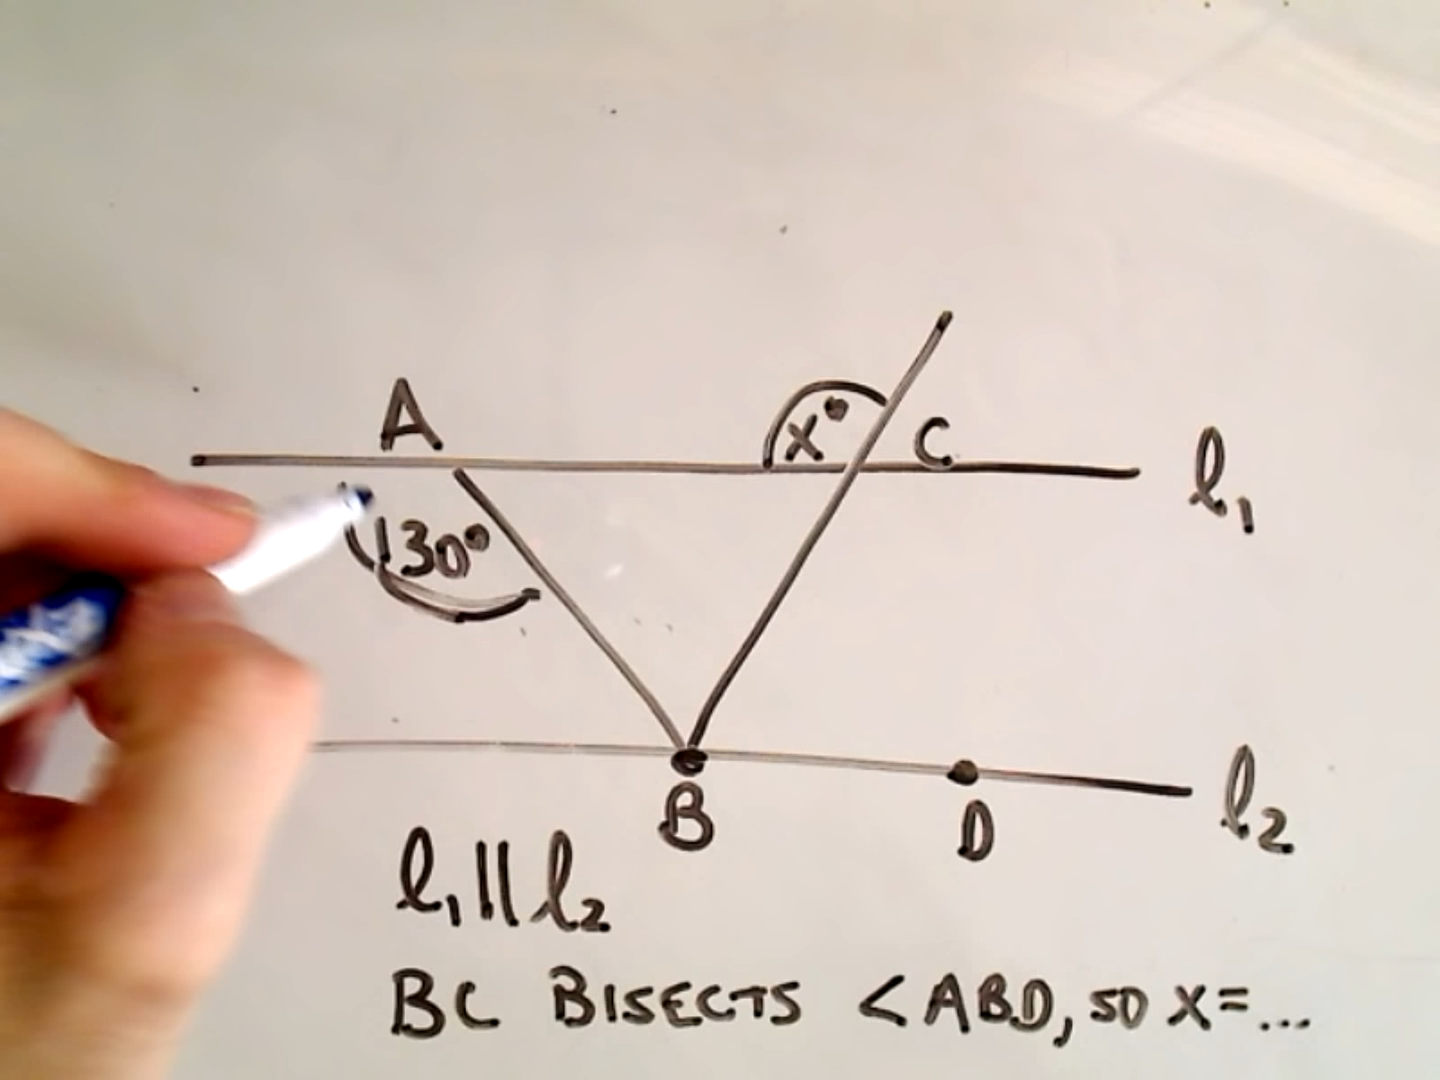 A
x° C
l₁
130°
B
D
l₂
l₁ || l₂
BC BISECTS <ABD, SO X=...